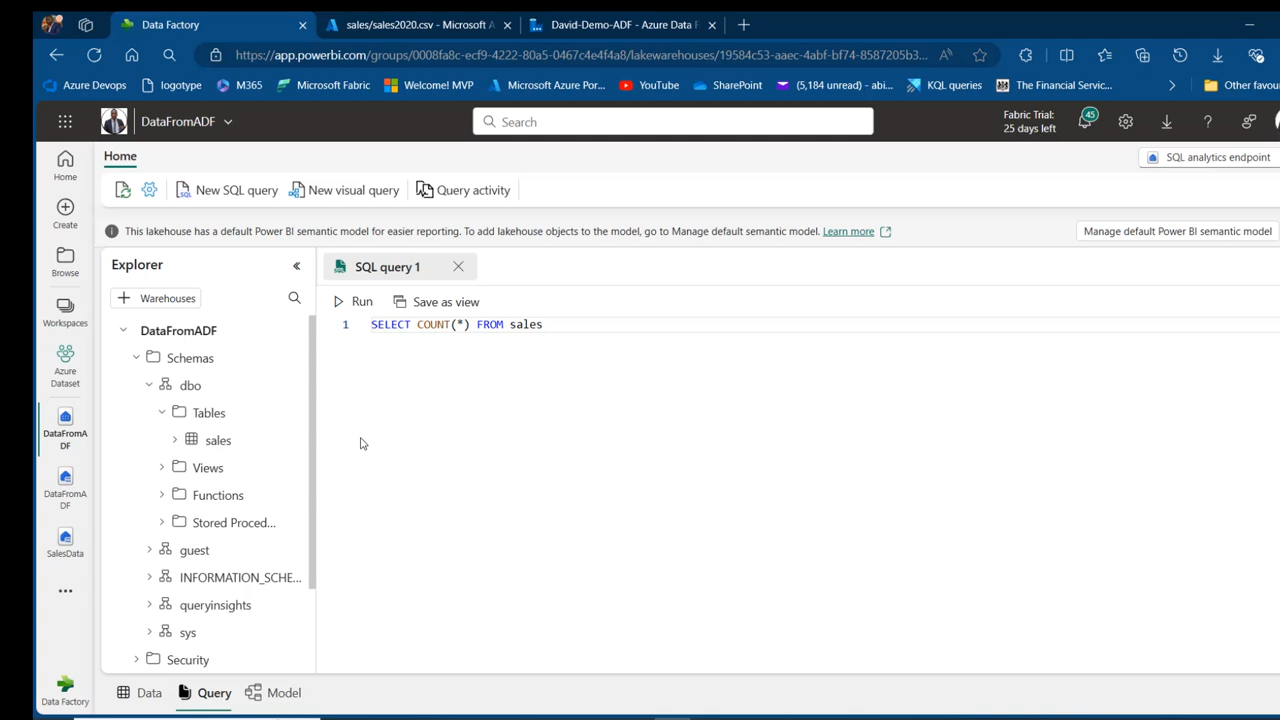 Data Factory
sales/sales2020.csv - Microsoft A
David-Demo-ADF - Azure Data F
https://app.powerbi.com/groups/0008fa8c-ecf9-4222-80a5-0467c4e4f4a8/lakewarehouses/19584c53-aaec-4abf-bf74-8587205b3...
Azure Devops
logotype
M365
Microsoft Fabric
Welcome! MVP
Microsoft Azure Por...
YouTube
SharePoint
(5,184 unread) - abi...
KQL queries
The Financial Servic...
Other favou
DataFromADF
Search
Fabric Trial:
25 days left
45
Home
SQL analytics endpoint
New SQL query
New visual query
Query activity
This lakehouse has a default Power BI semantic model for easier reporting. To add lakehouse objects to the model, go to Manage default semantic model. Learn more
Manage default Power BI semantic model
Home
Create
Browse
Workspaces
Azure
Dataset
DataFromA
DF
DataFromA
DF
SalesData
Data Factory
Explorer
Warehouses
DataFromADF
Schemas
dbo
Tables
sales
Views
Functions
Stored Proced...
guest
INFORMATION_SCHE...
queryinsights
sys
Security
SQL query 1
Run
Save as view
1 SELECT COUNT(*) FROM sales
Data
Query
Model